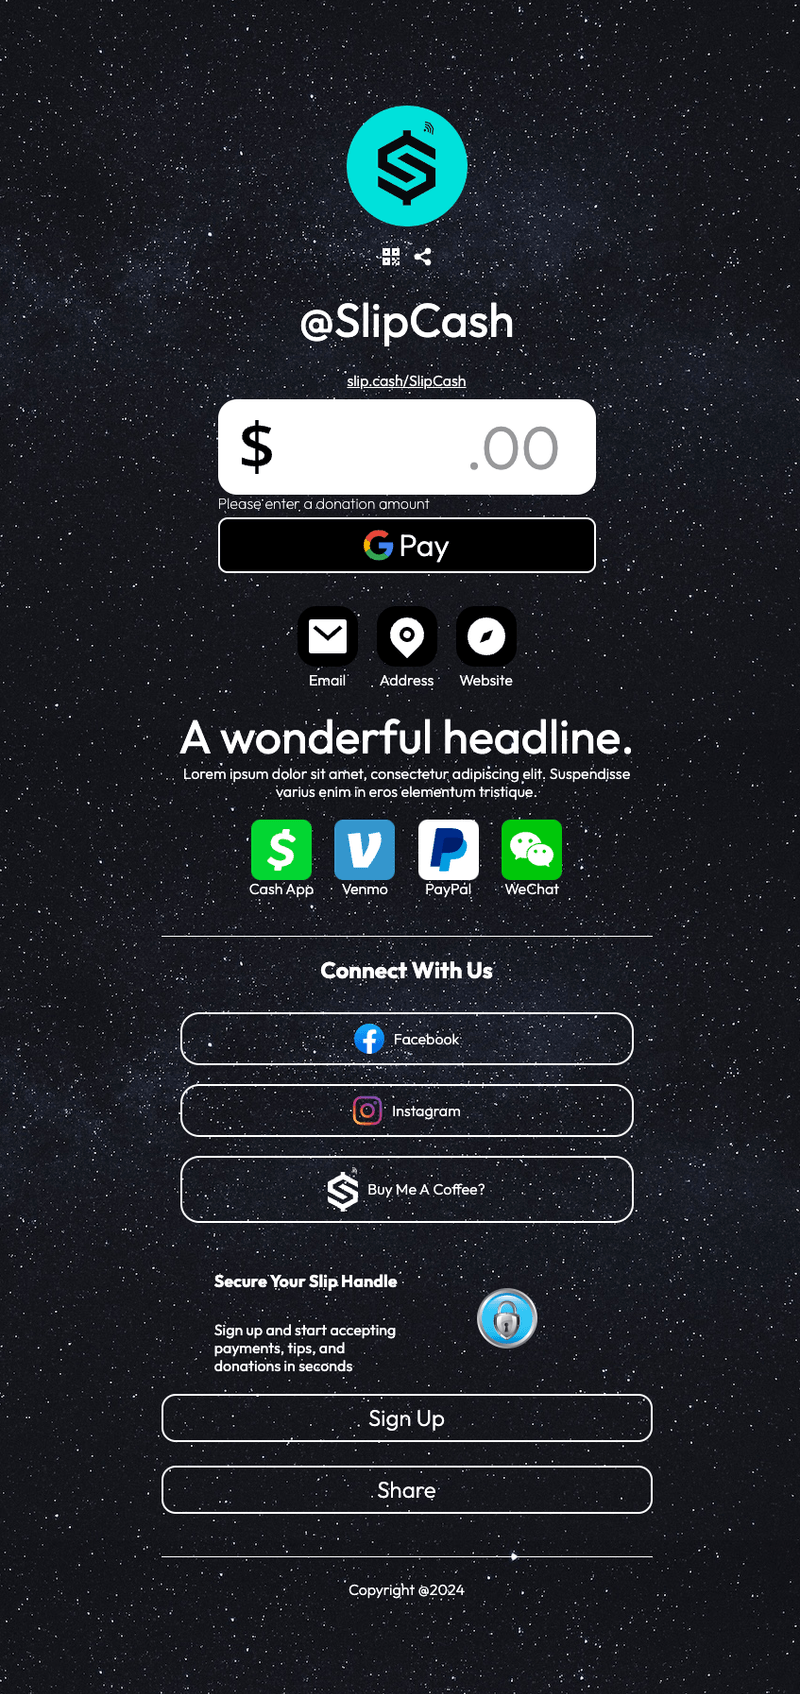 @SlipCash
slip.cash/SlipCash
$ .00
Please enter a donation amount
G Pay
Email Address Website
A wonderful headline.
Lorem ipsum dolor sit amet, consectetur adipiscing elit. Suspendisse
varius enim in eros elementum tristique.
Cash App Venmo PayPal WeChat
Connect With Us
Facebook
Instagram
Buy Me A Coffee?
Secure Your Slip Handle
Sign up and start accepting
payments, tips, and
donations in seconds
Sign Up
Share
Copyright @2024